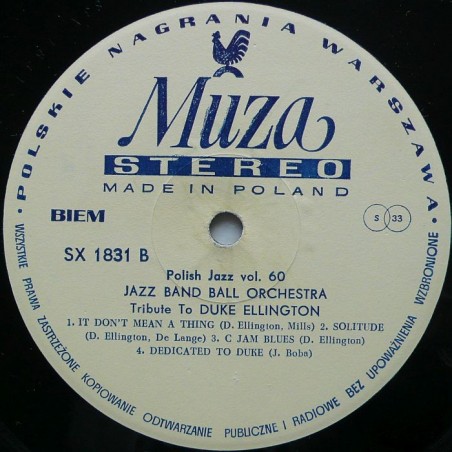 • POLSKIE NAGRANIA WARSZAWA •
Muza
STEREO
MADE IN POLAND
BIEM
S 33
SX 1831 B
Polish Jazz vol. 60
JAZZ BAND BALL ORCHESTRA
Tribute To DUKE ELLINGTON
1. IT DON'T MEAN A THING (D. Ellington, Mills) 2. SOLITUDE
(D. Ellington, De Lange) 3. C JAM BLUES (D. Ellington)
4. DEDICATED TO DUKE (J. Boba)
WSZYSTKIE PRAWA ZASTRZEŻONE KOPIOWANIE ODTWARZANIE PUBLICZNE I RADIOWE BEZ UPOWAŻNIENIA WZBRONIONE